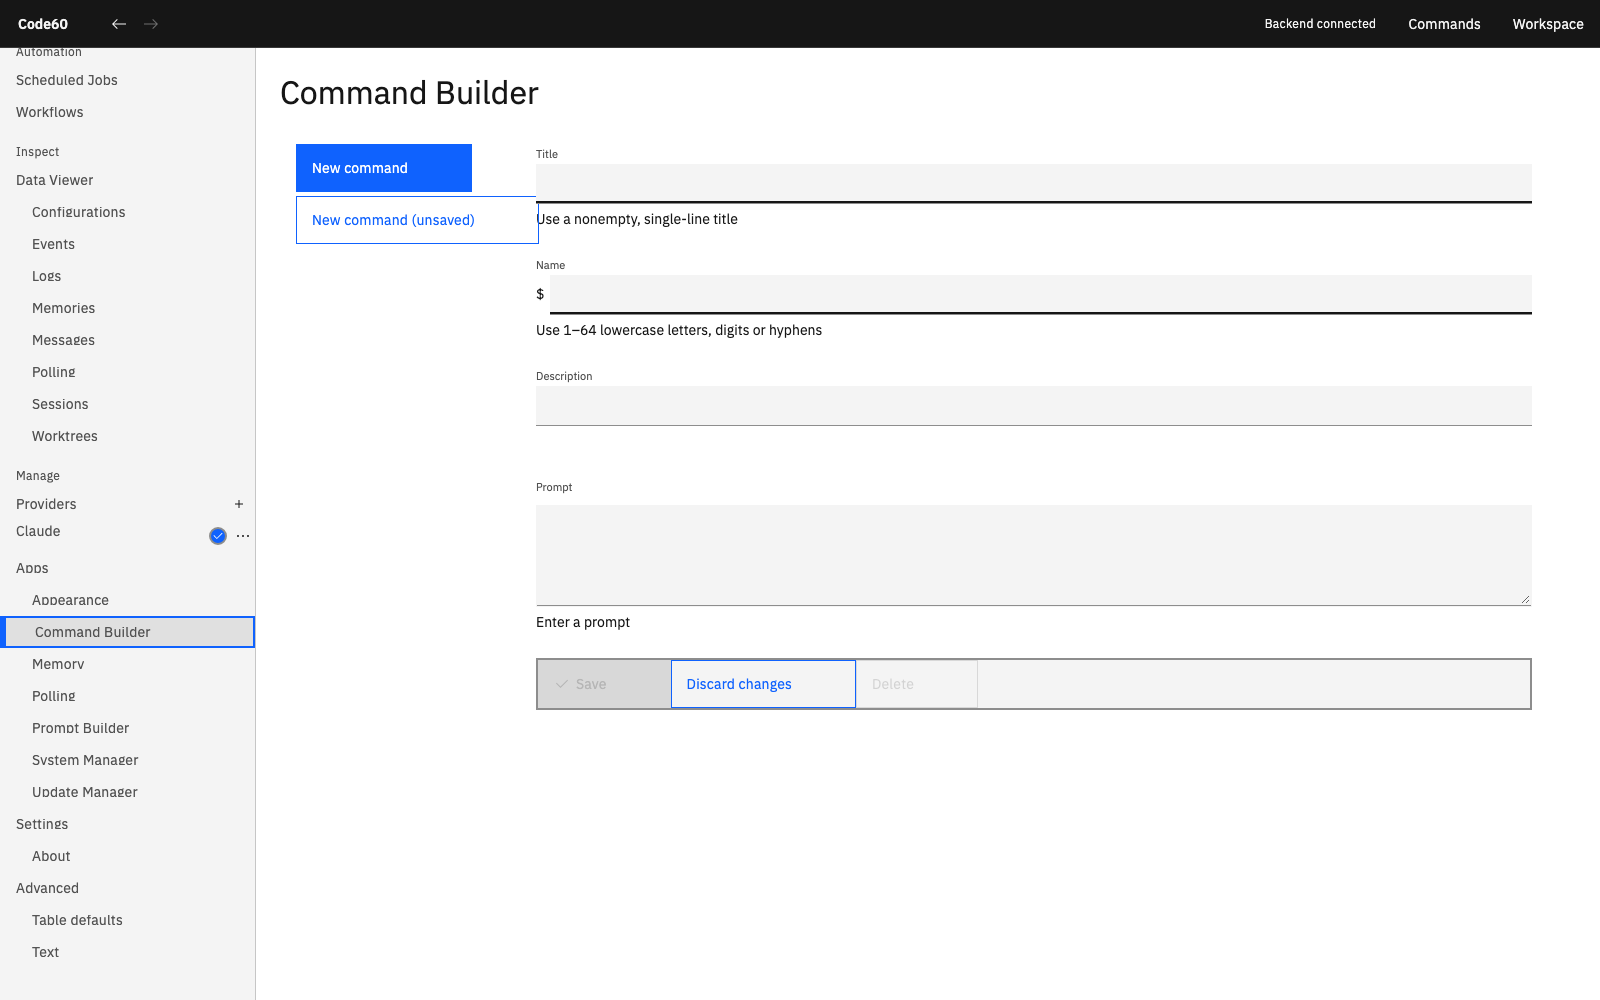 Code60
Backend connected
Commands
Workspace
Automation
Scheduled Jobs
Workflows
Inspect
Data Viewer
Configurations
Events
Logs
Memories
Messages
Polling
Sessions
Worktrees
Manage
Providers
Claude
Apps
Appearance
Command Builder
Memory
Polling
Prompt Builder
System Manager
Update Manager
Settings
About
Advanced
Table defaults
Text
Command Builder
New command
New command (unsaved)
Title
Use a nonempty, single-line title
Name
$
Use 1–64 lowercase letters, digits or hyphens
Description
Prompt
Enter a prompt
Save
Discard changes
Delete